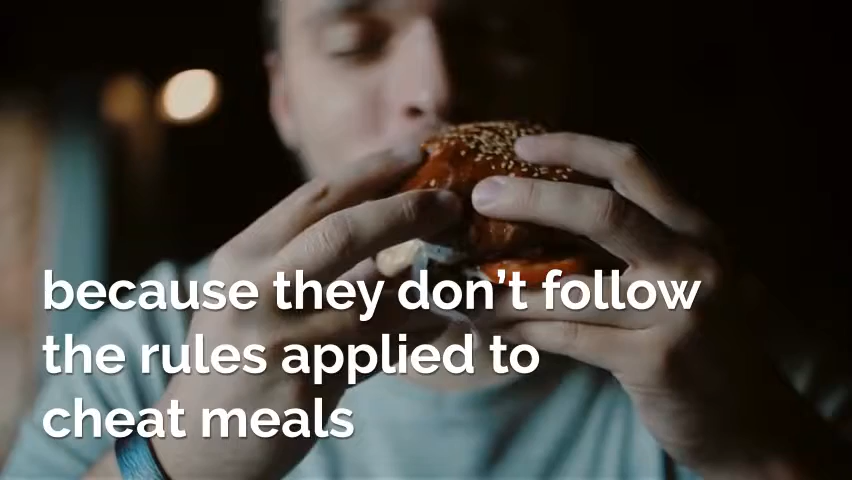 because they don’t follow
the rules applied to
cheat meals